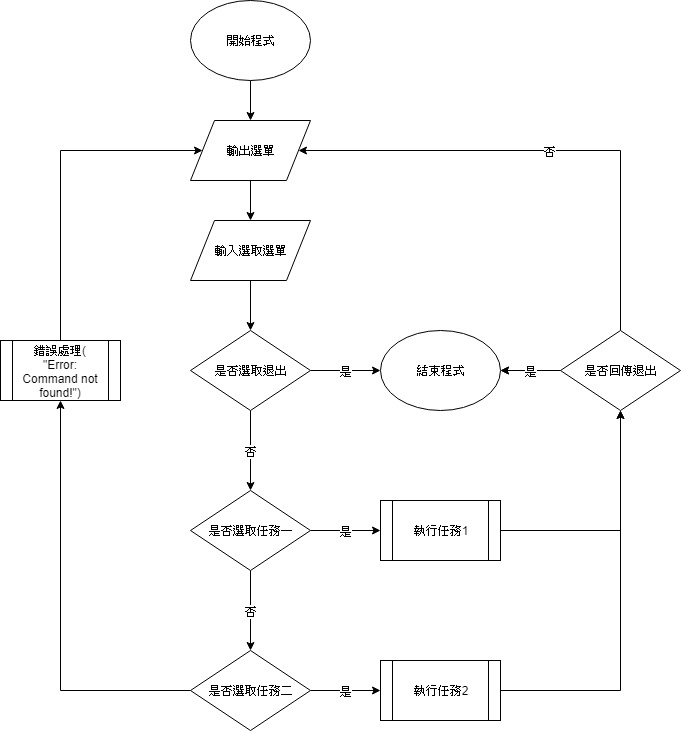 開始程式
輸出選單
否
輸入選取選單
錯誤處理(
"Error:
Command not
found!")
是否選取退出
是
結束程式
是
是否回傳退出
否
是否選取任務一
是
執行任務1
否
是否選取任務二
是
執行任務2